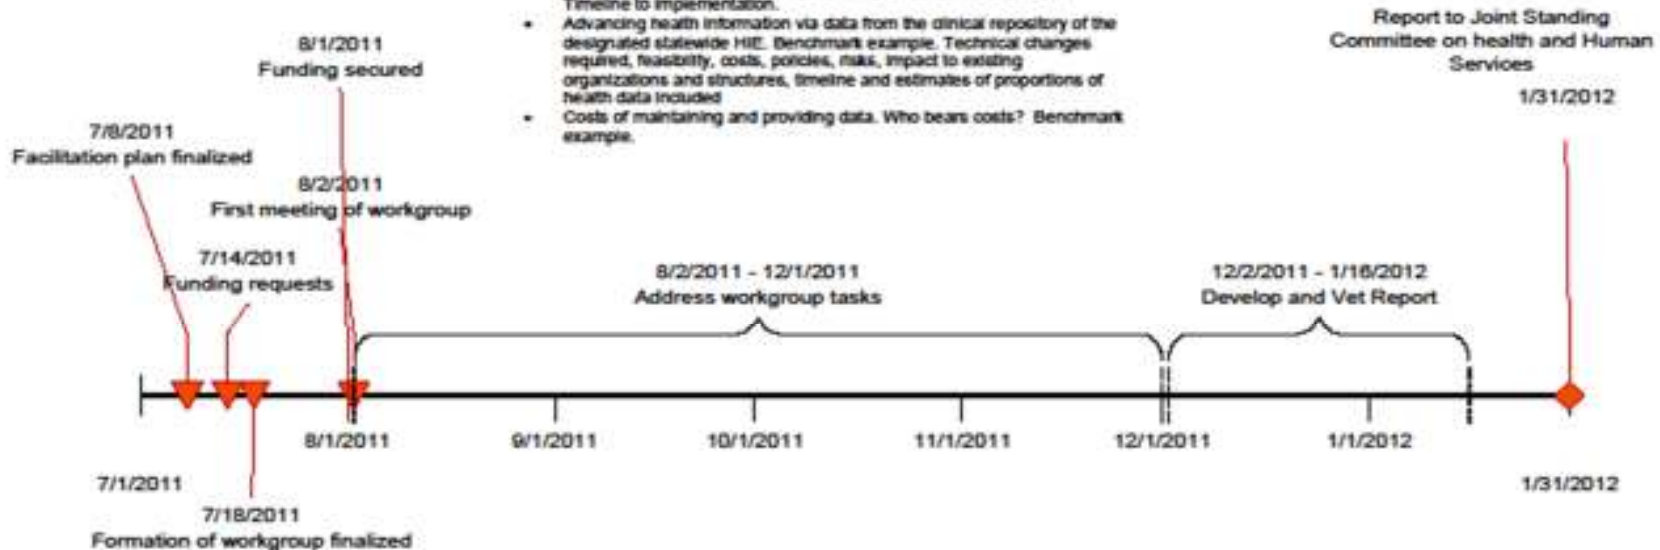 Timeline to implementation.
• Advancing health information via data from the clinical repository of the
designated statewide HIE. Benchmark example. Technical changes
required, feasibility, costs, policies, risks, impact to existing
organizations and structures, timeline and estimates of proportions of
health data included
• Costs of maintaining and providing data. Who bears costs? Benchmark
example.
Report to Joint Standing
Committee on health and Human
Services
1/31/2012
8/1/2011
Funding secured
7/8/2011
Facilitation plan finalized
8/2/2011
First meeting of workgroup
7/14/2011
Funding requests
8/2/2011 - 12/1/2011
Address workgroup tasks
12/2/2011 - 1/16/2012
Develop and Vet Report
8/1/2011
9/1/2011
10/1/2011
11/1/2011
12/1/2011
1/1/2012
7/1/2011
1/31/2012
7/18/2011
Formation of workgroup finalized